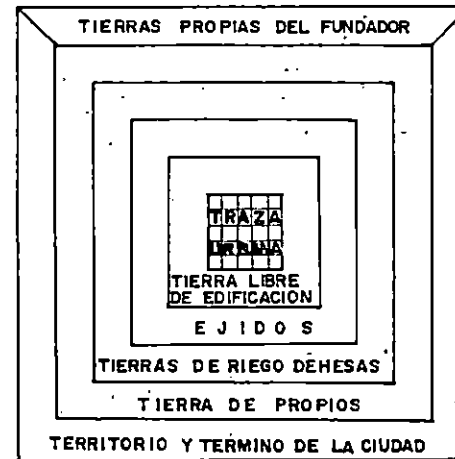 TIERRAS PROPIAS DEL FUNDADOR
TRAZA
URBANA
TIERRA LIBRE
DE EDIFICACIÓN
EJIDOS
TIERRAS DE RIEGO DEHESAS
TIERRA DE PROPIOS
TERRITORIO Y TERMINO DE LA CIUDAD